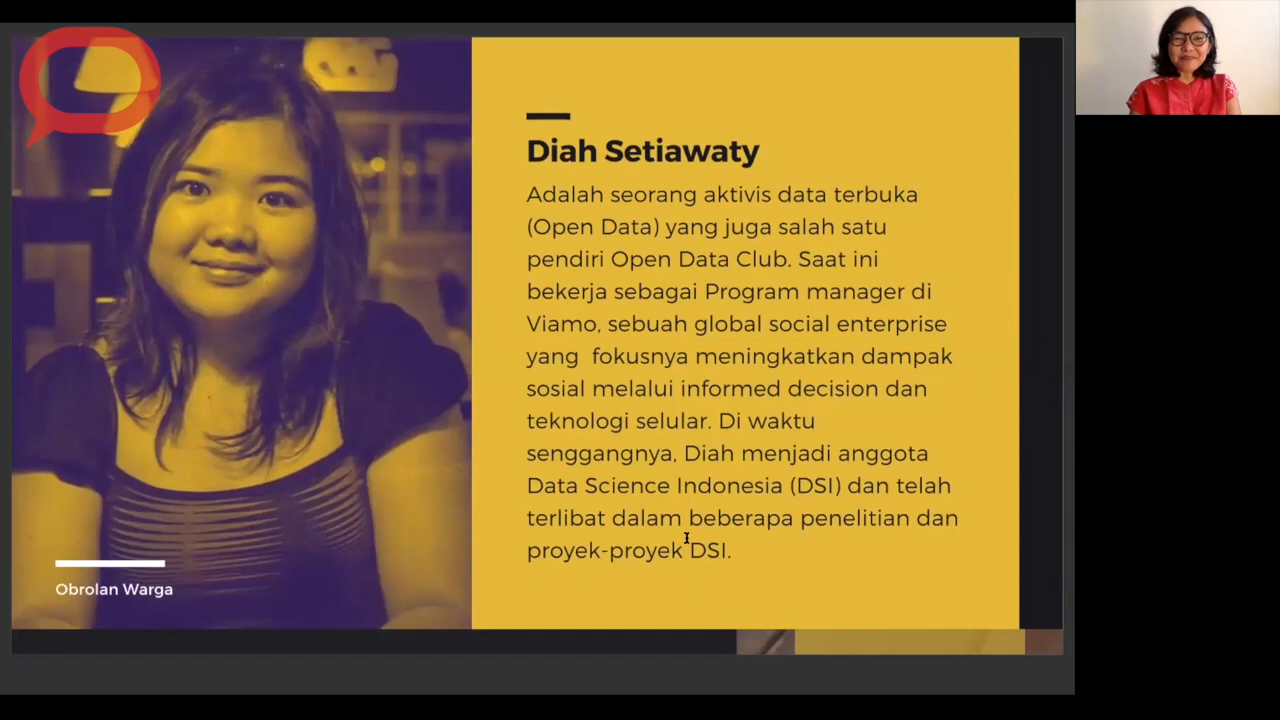 Diah Setiawaty
Adalah seorang aktivis data terbuka
(Open Data) yang juga salah satu
pendiri Open Data Club. Saat ini
bekerja sebagai Program manager di
Viamo, sebuah global social enterprise
yang  fokusnya meningkatkan dampak
sosial melalui informed decision dan
teknologi selular. Di waktu
senggangnya, Diah menjadi anggota
Data Science Indonesia (DSI) dan telah
terlibat dalam beberapa penelitian dan
proyek-proyek DSI.
Obrolan Warga